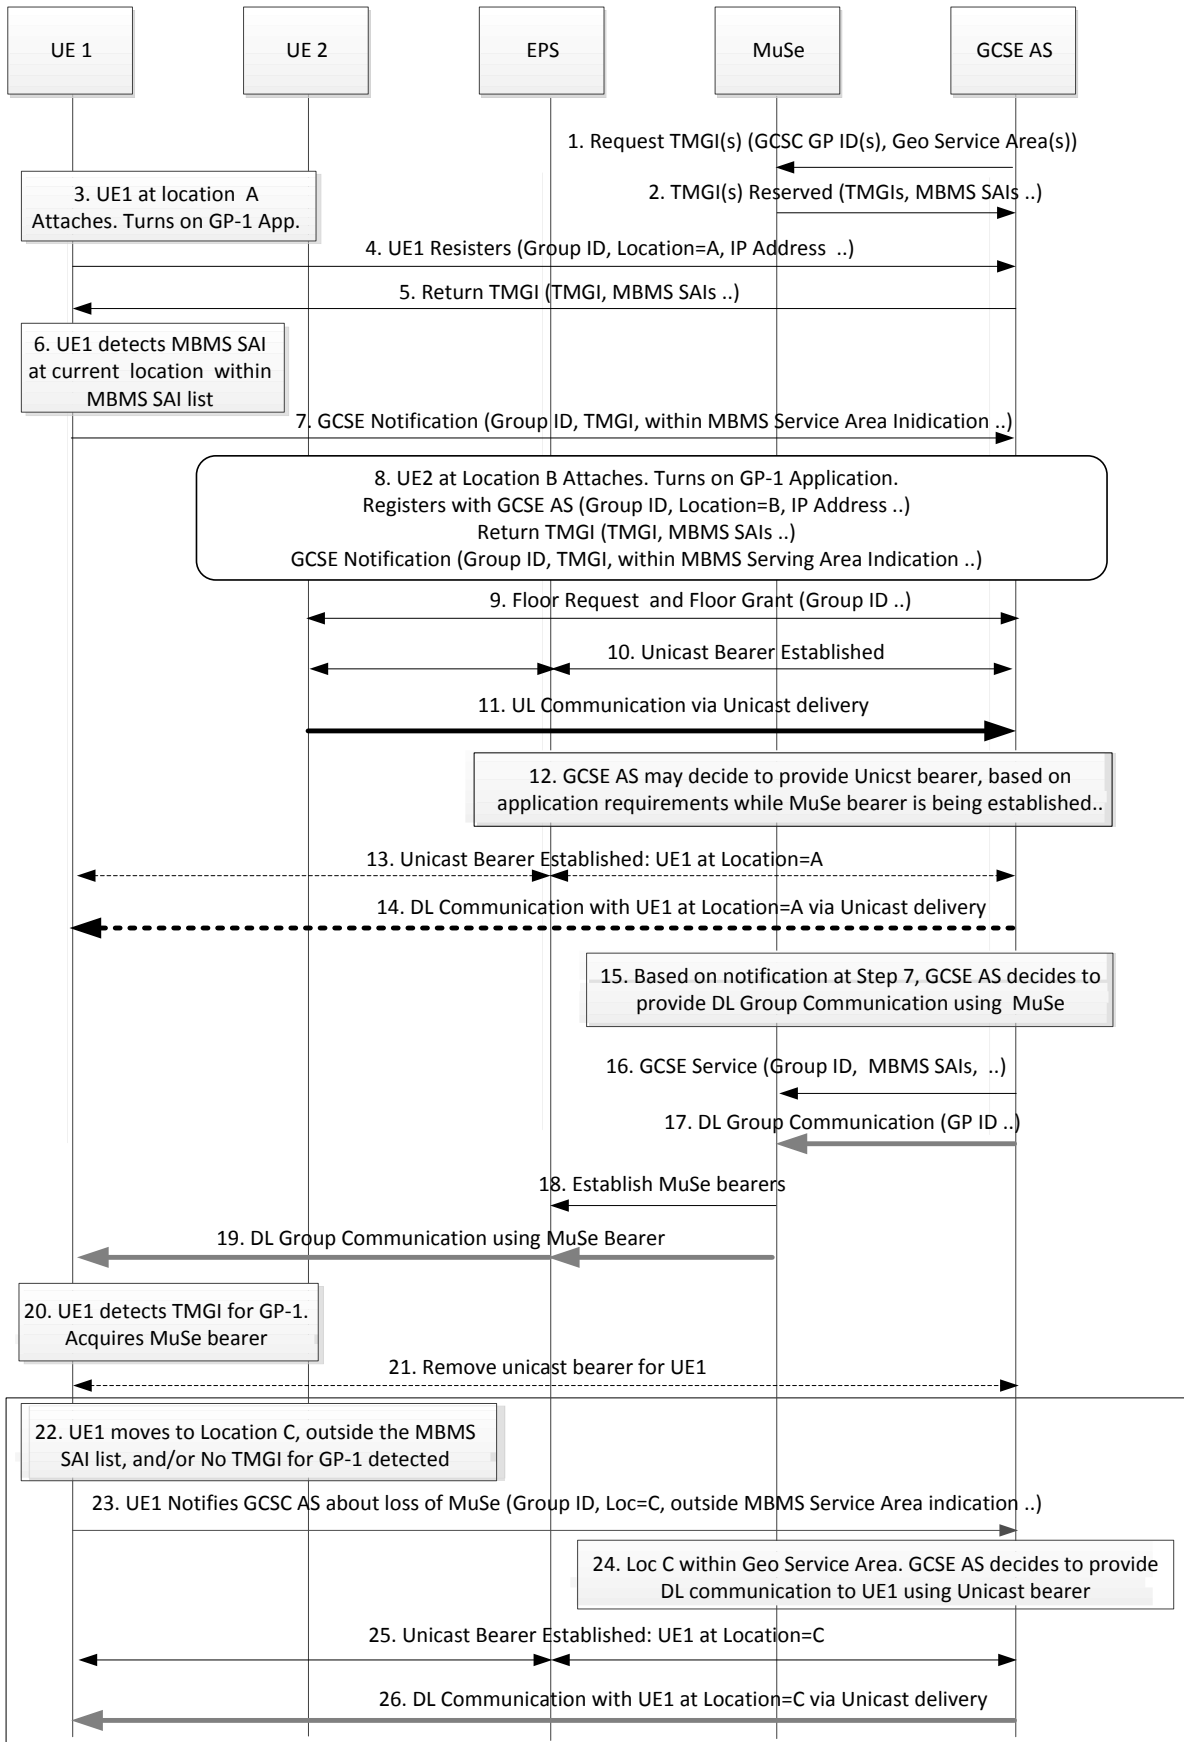 UE 1
UE 2
EPS
MuSe
GCSE AS
1. Request TMGI(s) (GCSC GP ID(s), Geo Service Area(s))
2. TMGI(s) Reserved (TMGIs, MBMS SAIs ..)
3. UE1 at location A
Attaches. Turns on GP-1 App.
4. UE1 Resisters (Group ID, Location=A, IP Address ..)
5. Return TMGI (TMGI, MBMS SAIs ..)
6. UE1 detects MBMS SAI
at current location within
MBMS SAI list
7. GCSE Notification (Group ID, TMGI, within MBMS Service Area Inidication ..)
8. UE2 at Location B Attaches. Turns on GP-1 Application.
Registers with GCSE AS (Group ID, Location=B, IP Address ..)
Return TMGI (TMGI, MBMS SAIs ..)
GCSE Notification (Group ID, TMGI, within MBMS Serving Area Indication ..)
9. Floor Request and Floor Grant (Group ID ..)
10. Unicast Bearer Established
11. UL Communication via Unicast delivery
12. GCSE AS may decide to provide Unicst bearer, based on
application requirements while MuSe bearer is being established..
13. Unicast Bearer Established: UE1 at Location=A
14. DL Communication with UE1 at Location=A via Unicast delivery
15. Based on notification at Step 7, GCSE AS decides to
provide DL Group Communication using MuSe
16. GCSE Service (Group ID, MBMS SAIs, ..)
17. DL Group Communication (GP ID ..)
18. Establish MuSe bearers
19. DL Group Communication using MuSe Bearer
20. UE1 detects TMGI for GP-1.
Acquires MuSe bearer
21. Remove unicast bearer for UE1
22. UE1 moves to Location C, outside the MBMS
SAI list, and/or No TMGI for GP-1 detected
23. UE1 Notifies GCSC AS about loss of MuSe (Group ID, Loc=C, outside MBMS Service Area indication ..)
24. Loc C within Geo Service Area. GCSE AS decides to provide
DL communication to UE1 using Unicast bearer
25. Unicast Bearer Established: UE1 at Location=C
26. DL Communication with UE1 at Location=C via Unicast delivery